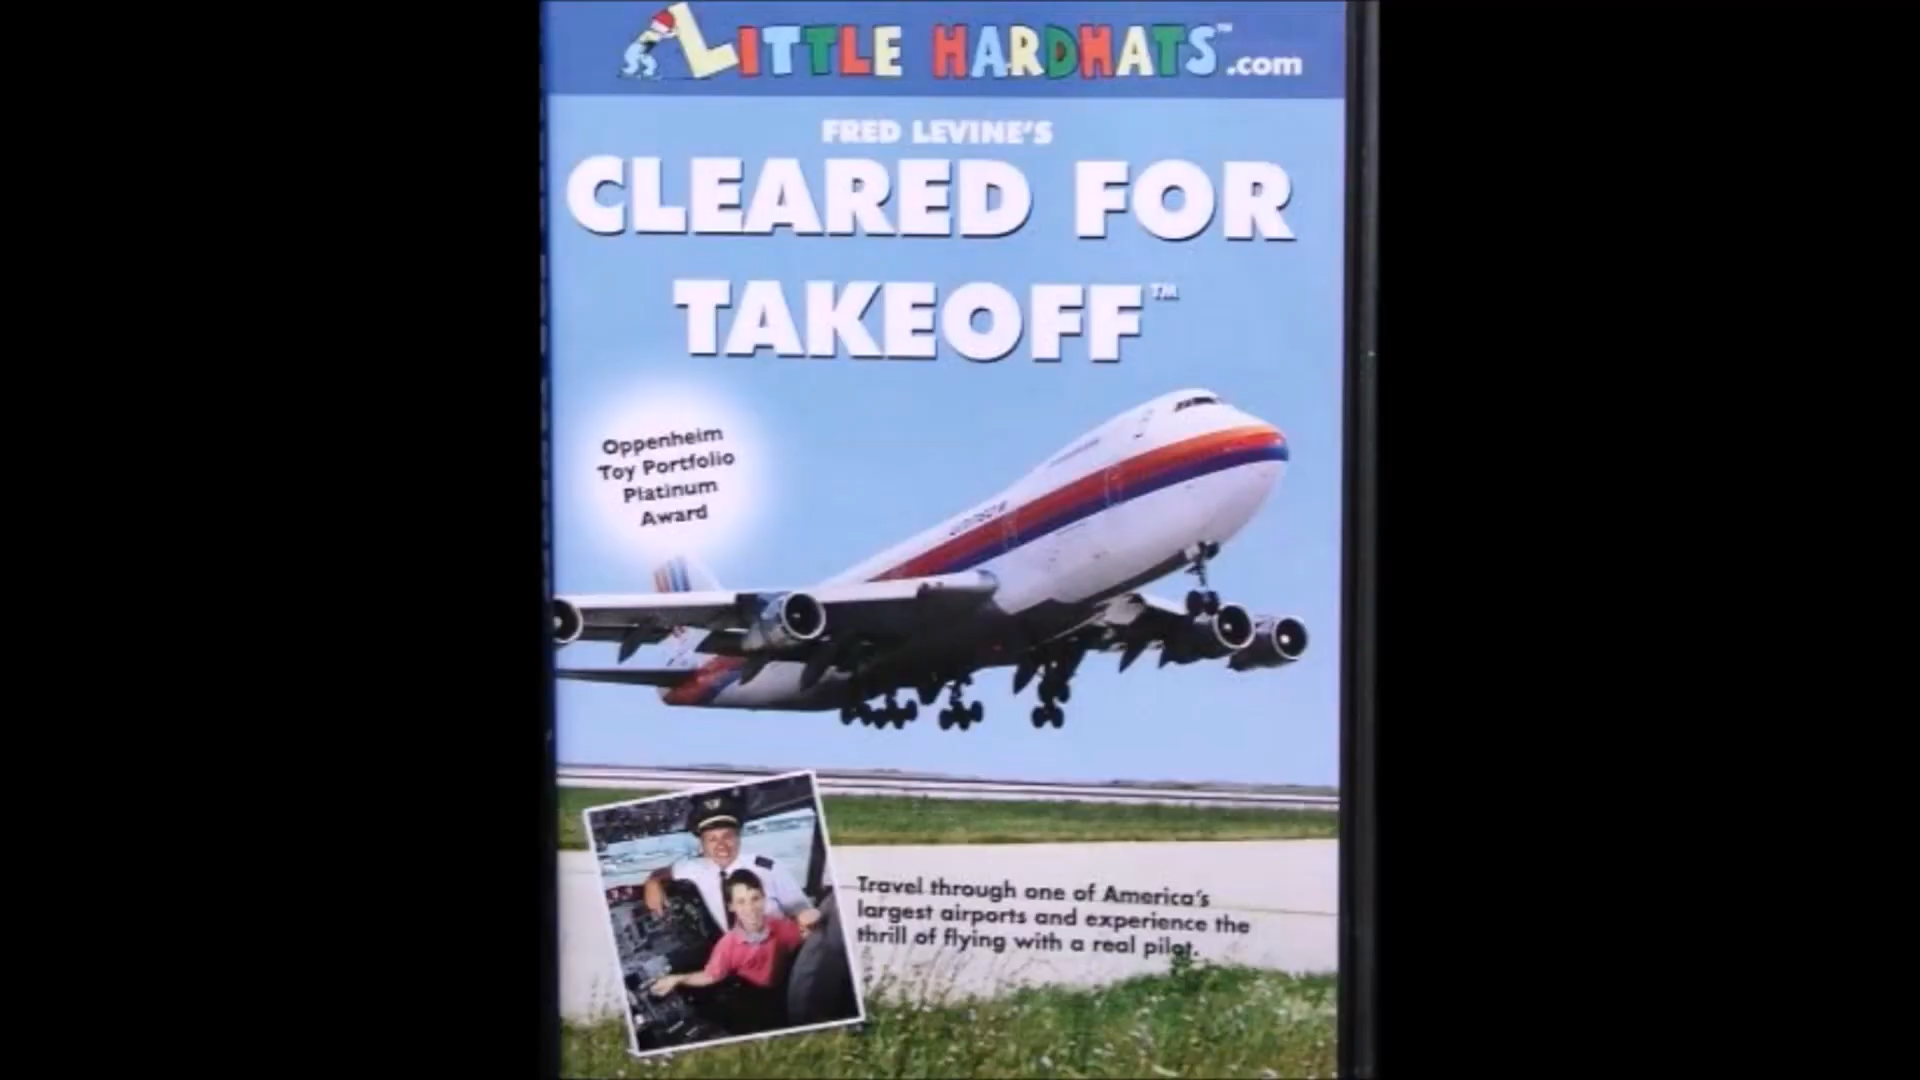 LITTLE HARDHATS™.com
FRED LEVINE'S
CLEARED FOR
TAKEOFF™
Oppenheim
Toy Portfolio
Platinum
Award
UNITED
Travel through one of America's
largest airports and experience the
thrill of flying with a real pilot.